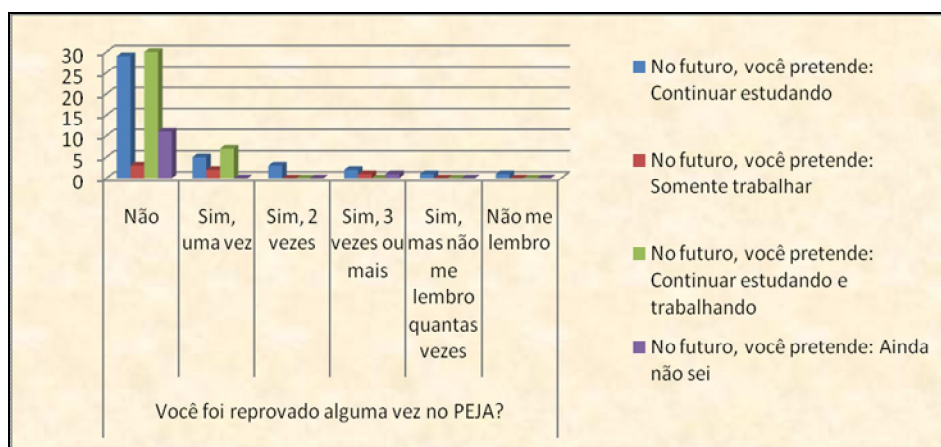 30
25
20
15
10
5
0
Não
Sim,
uma vez
Sim, 2
vezes
Sim, 3
vezes ou
mais
Sim,
mas não
me
lembro
quantas
vezes
Não me
lembro
Você foi reprovado alguma vez no PEJA?
No futuro, você pretende:
Continuar estudando
No futuro, você pretende:
Somente trabalhar
No futuro, você pretende:
Continuar estudando e
trabalhando
No futuro, você pretende: Ainda
não sei